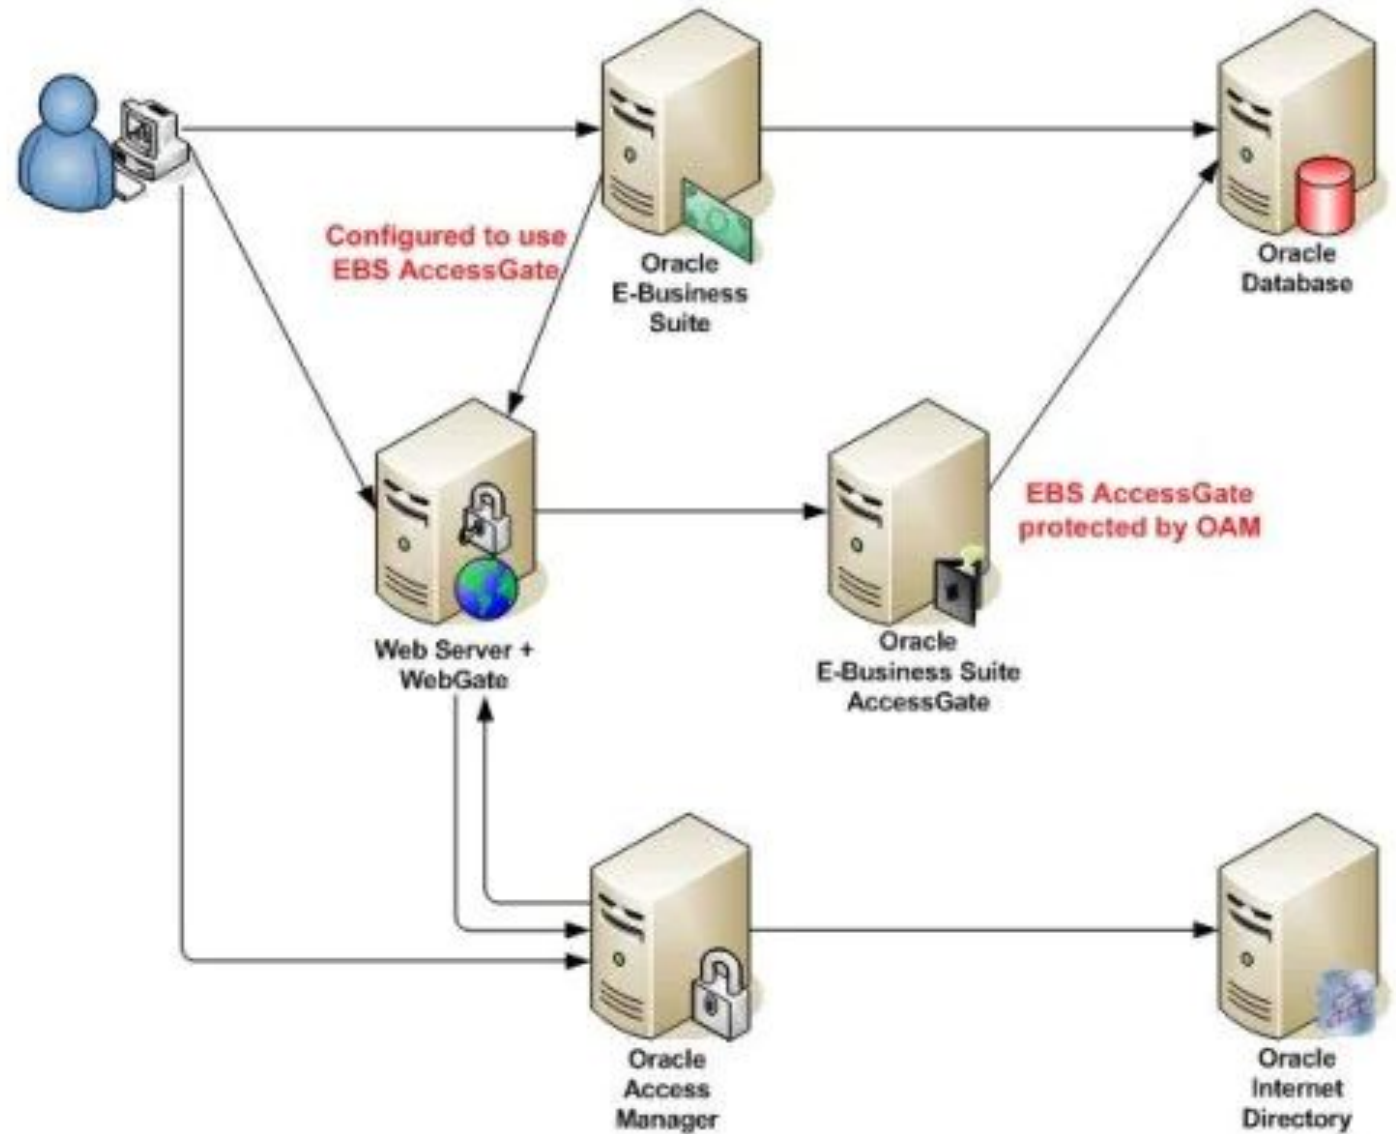 Configured to use
EBS AccessGate
Oracle
E-Business
Suite
Oracle
Database
EBS AccessGate
protected by OAM
Web Server +
WebGate
Oracle
E-Business Suite
AccessGate
Oracle
Access
Manager
Oracle
Internet
Directory